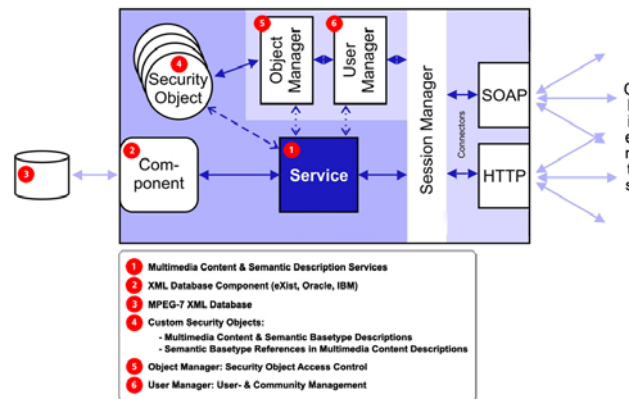 5
6
Object
Manager
User
Manager
4
Security
Object
Session Manager
Connectors
SOAP
HTTP
Clients
2
Com-
ponent
1
Service
3
1 Multimedia Content & Semantic Description Services
2 XML Database Component (eXist, Oracle, IBM)
3 MPEG-7 XML Database
4 Custom Security Objects:
- Multimedia Content & Semantic Basetype Descriptions
- Semantic Basetype References in Multimedia Content Descriptions
5 Object Manager: Security Object Access Control
6 User Manager: User- & Community Management